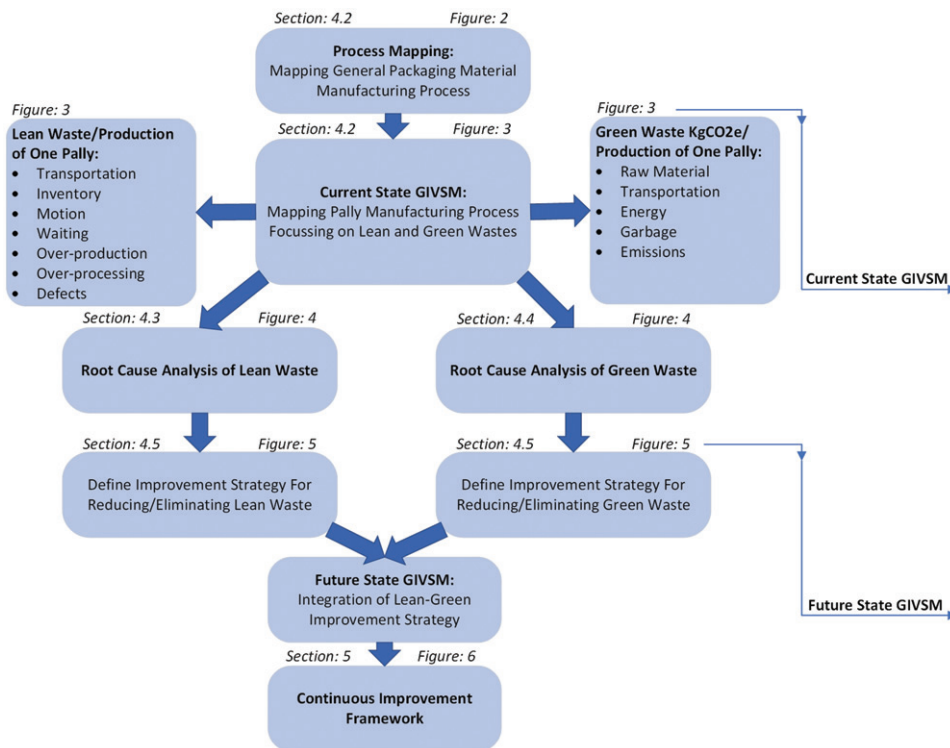 Section: 4.2 Figure: 2
Process Mapping:
Mapping General Packaging Material
Manufacturing Process
Figure: 3
Lean Waste/Production
of One Pally:
• Transportation
• Inventory
• Motion
• Waiting
• Over-production
• Over-processing
• Defects
Section: 4.2 Figure: 3
Current State GIVSM:
Mapping Pally Manufacturing Process
Focussing on Lean and Green Wastes
Figure: 3
Green Waste KgCO2e/
Production of One Pally:
• Raw Material
• Transportation
• Energy
• Garbage
• Emissions
Current State GIVSM
Section: 4.3 Figure: 4
Root Cause Analysis of Lean Waste
Section: 4.4 Figure: 4
Root Cause Analysis of Green Waste
Section: 4.5 Figure: 5
Define Improvement Strategy For
Reducing/Eliminating Lean Waste
Section: 4.5 Figure: 5
Define Improvement Strategy For
Reducing/Eliminating Green Waste
Future State GIVSM:
Integration of Lean-Green
Improvement Strategy
Future State GIVSM
Section: 5 Figure: 6
Continuous Improvement
Framework